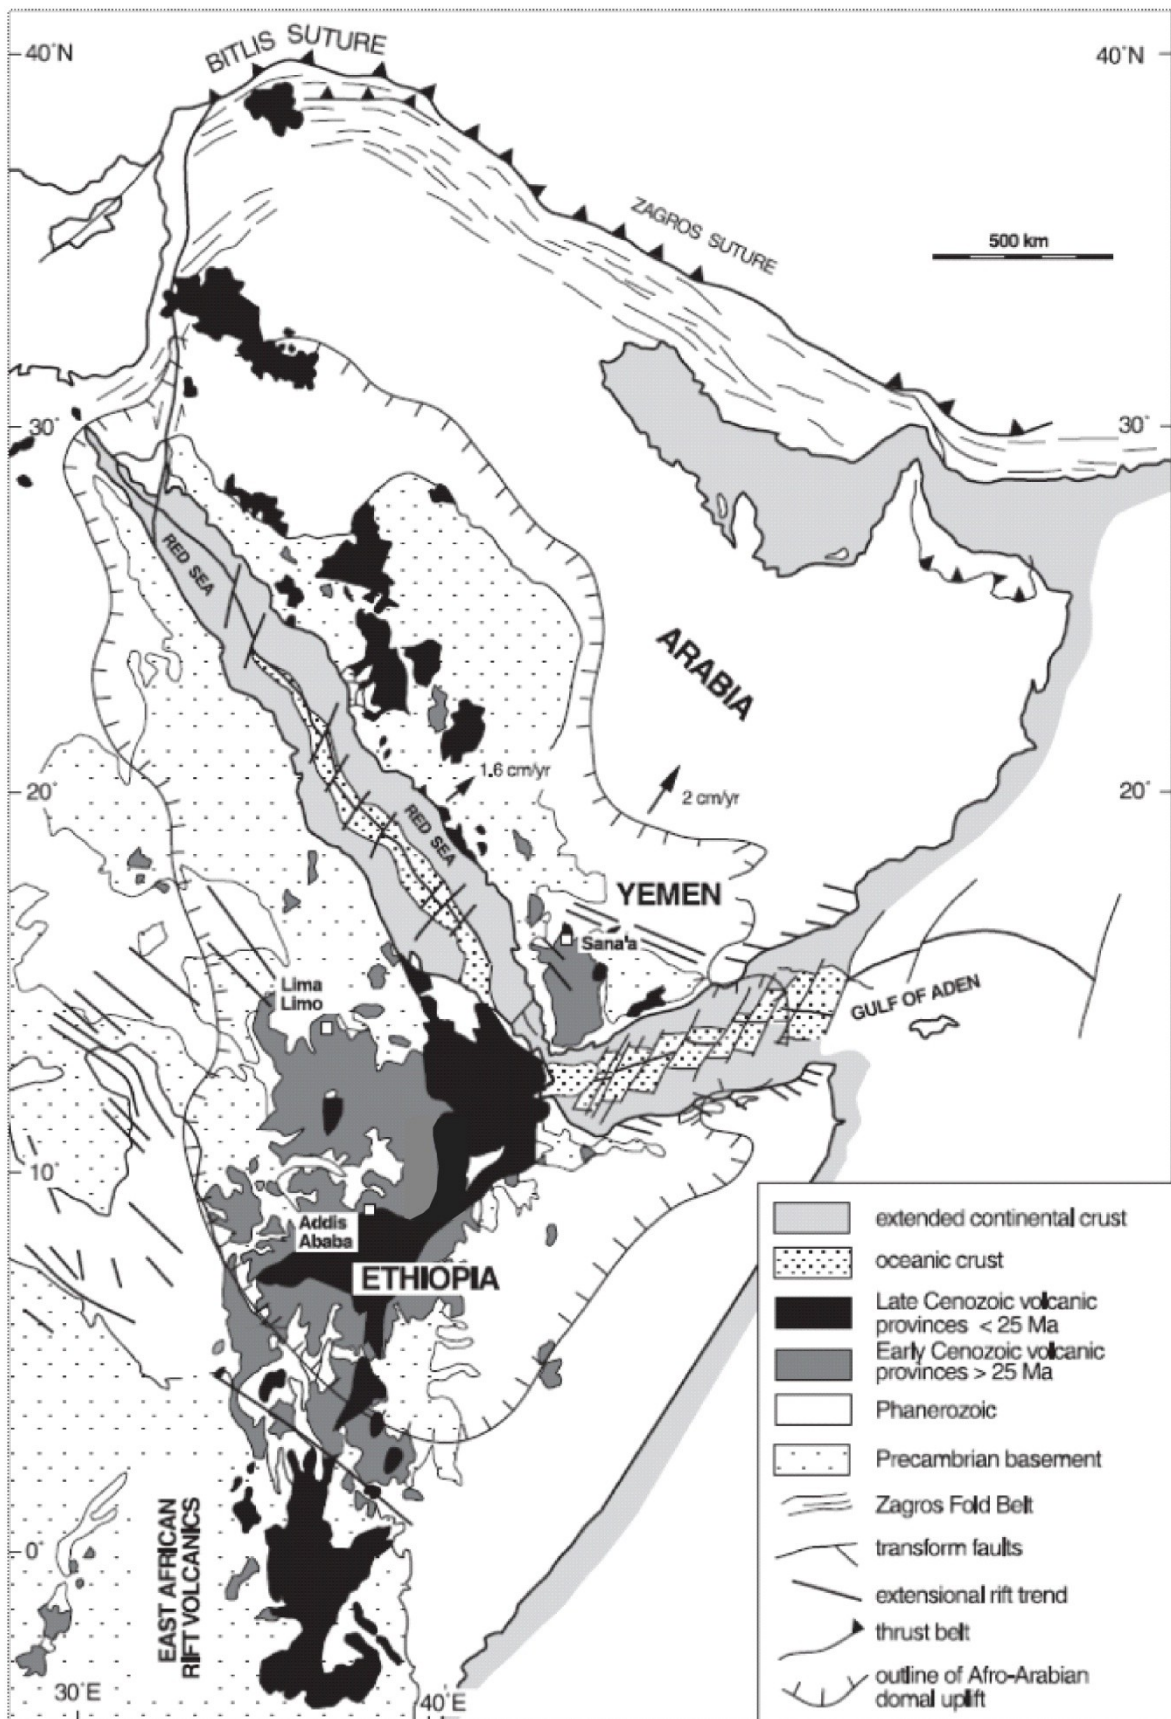 BITLIS SUTURE
40°N
40°N
ZAGROS SUTURE
500 km
30°
30°
RED SEA
ARABIA
1.6 cm/yr
2 cm/yr
20°
20°
RED SEA
YEMEN
Sana'a
Lima
Limo
GULF OF ADEN
10°
Addis
Ababa
ETHIOPIA
extended continental crust
oceanic crust
Late Cenozoic volcanic
provinces < 25 Ma
Early Cenozoic volcanic
provinces > 25 Ma
Phanerozoic
Precambrian basement
Zagros Fold Belt
transform faults
extensional rift trend
thrust belt
outline of Afro-Arabian
domal uplift
0°
EAST AFRICAN
RIFT VOLCANICS
30°E
40°E